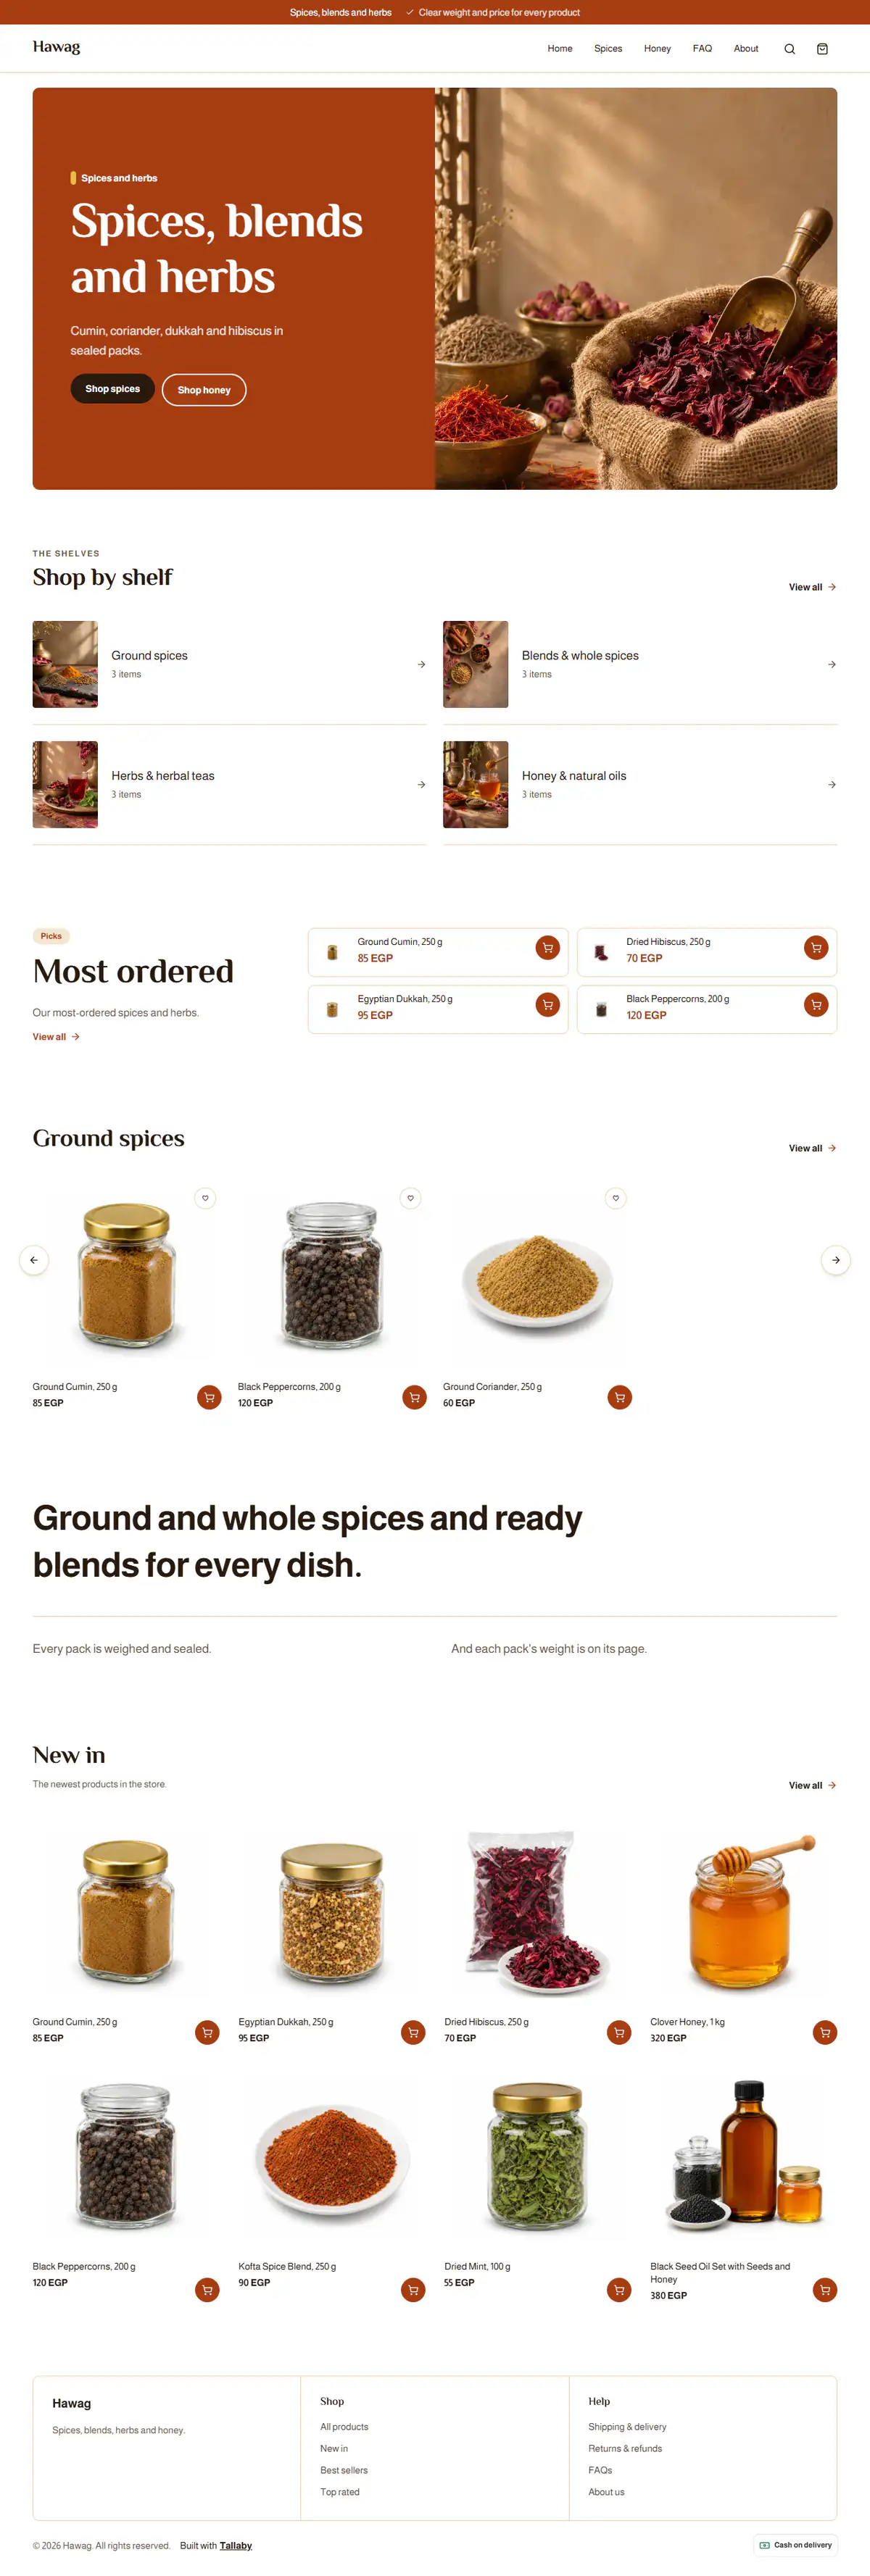 Spices, blends and herbs
Clear weight and price for every product
Hawag
Home
Spices
Honey
FAQ
About
Spices and herbs
Spices, blends
and herbs
Cumin, coriander, dukkah and hibiscus in
sealed packs.
Shop spices
Shop honey
THE SHELVES
Shop by shelf
View all
Ground spices
3 items
Blends & whole spices
3 items
Herbs & herbal teas
3 items
Honey & natural oils
3 items
Picks
Most ordered
Our most-ordered spices and herbs.
View all
Ground Cumin, 250 g
85 EGP
Dried Hibiscus, 250 g
70 EGP
Egyptian Dukkah, 250 g
95 EGP
Black Peppercorns, 200 g
120 EGP
Ground spices
View all
Ground Cumin, 250 g
85 EGP
Black Peppercorns, 200 g
120 EGP
Ground Coriander, 250 g
60 EGP
Ground and whole spices and ready
blends for every dish.
Every pack is weighed and sealed.
And each pack's weight is on its page.
New in
The newest products in the store.
View all
Ground Cumin, 250 g
85 EGP
Egyptian Dukkah, 250 g
95 EGP
Dried Hibiscus, 250 g
70 EGP
Clover Honey, 1 kg
320 EGP
Black Peppercorns, 200 g
120 EGP
Kofta Spice Blend, 250 g
90 EGP
Dried Mint, 100 g
55 EGP
Black Seed Oil Set with Seeds and
Honey
380 EGP
Hawag
Spices, blends, herbs and honey.
Shop
All products
New in
Best sellers
Top rated
Help
Shipping & delivery
Returns & refunds
FAQs
About us
© 2026 Hawag. All rights reserved.
Built with Tallaby
Cash on delivery